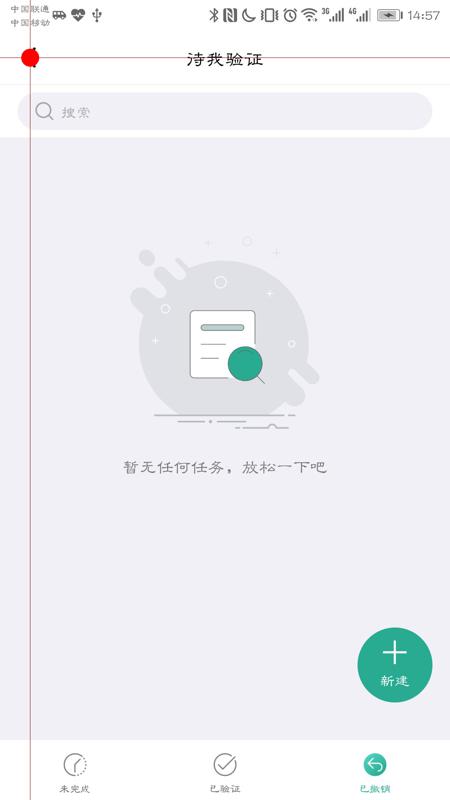 中国联通
中国移动
3G
4G
14:57
待我验证
搜索
暂无任何任务，放松一下吧
新建
未完成
已验证
已撤销